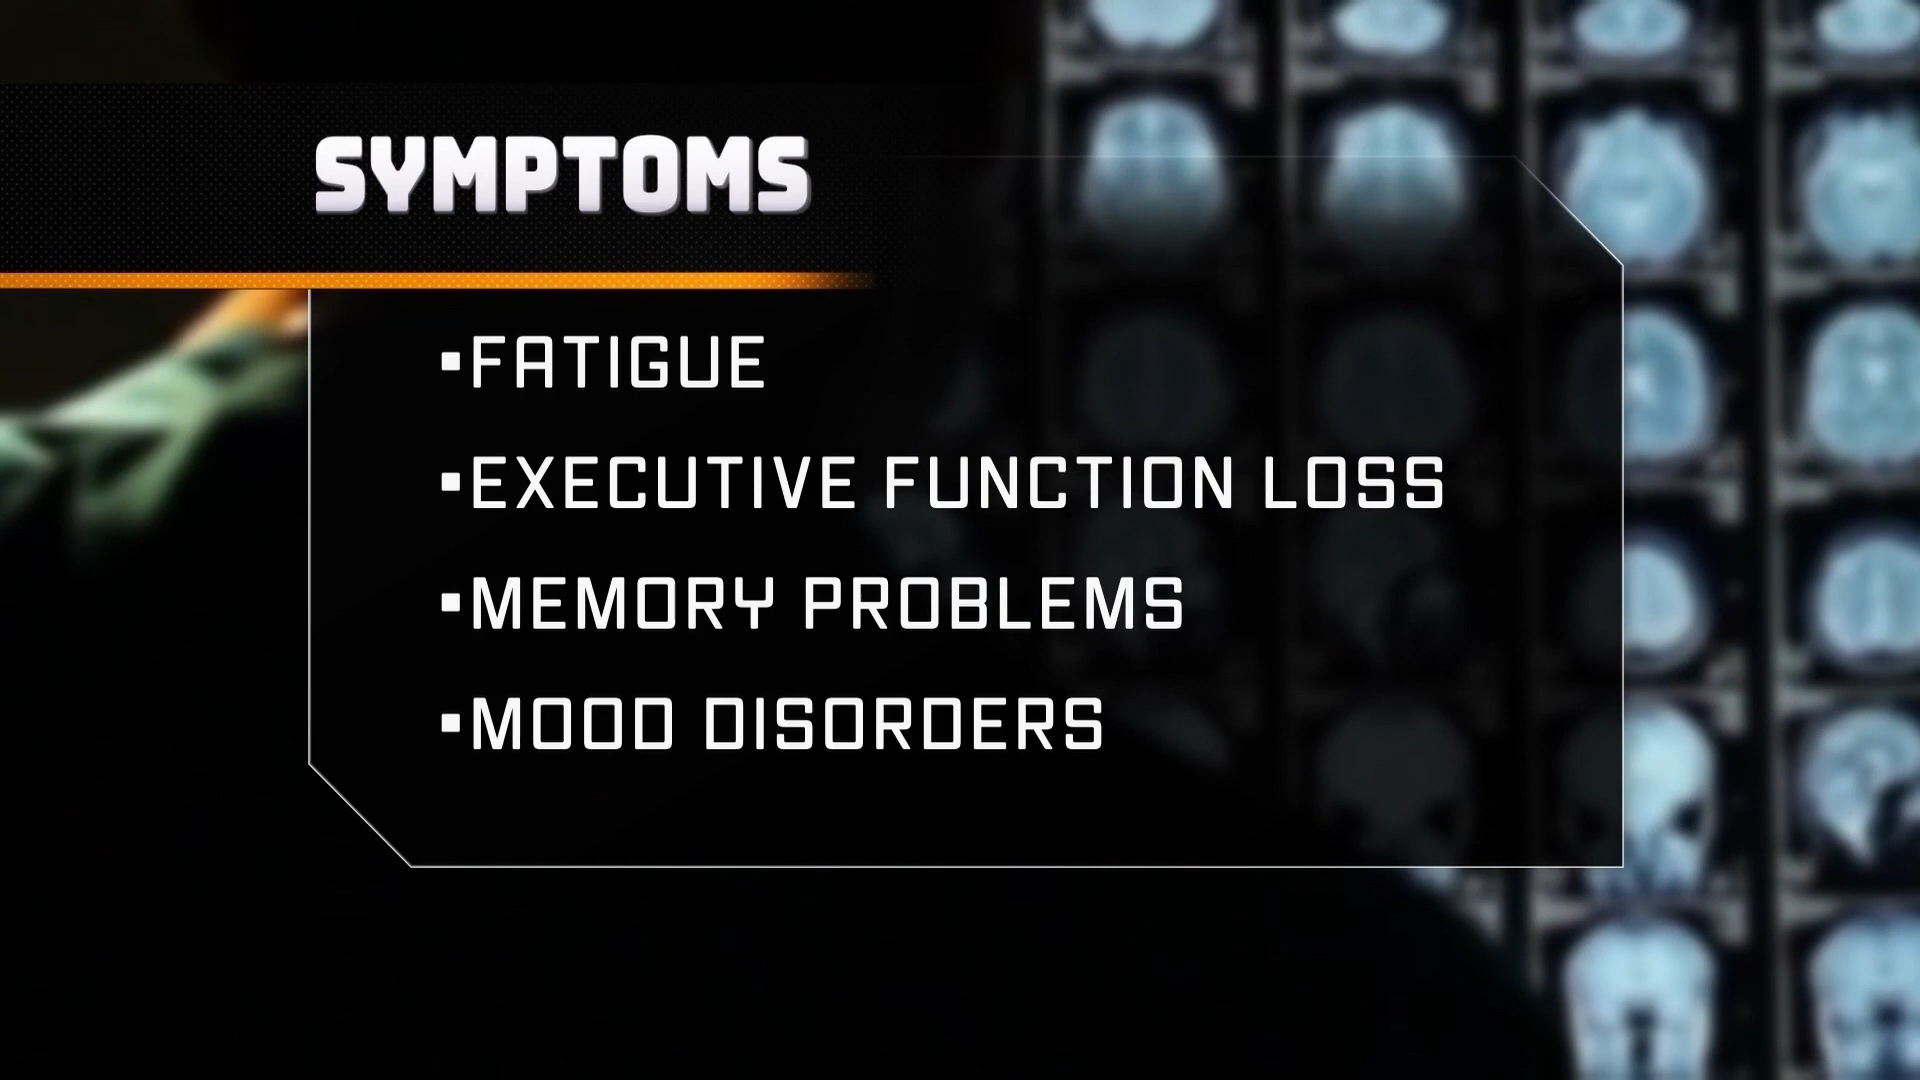 SYMPTOMS
▪FATIGUE
▪EXECUTIVE FUNCTION LOSS
▪MEMORY PROBLEMS
▪MOOD DISORDERS